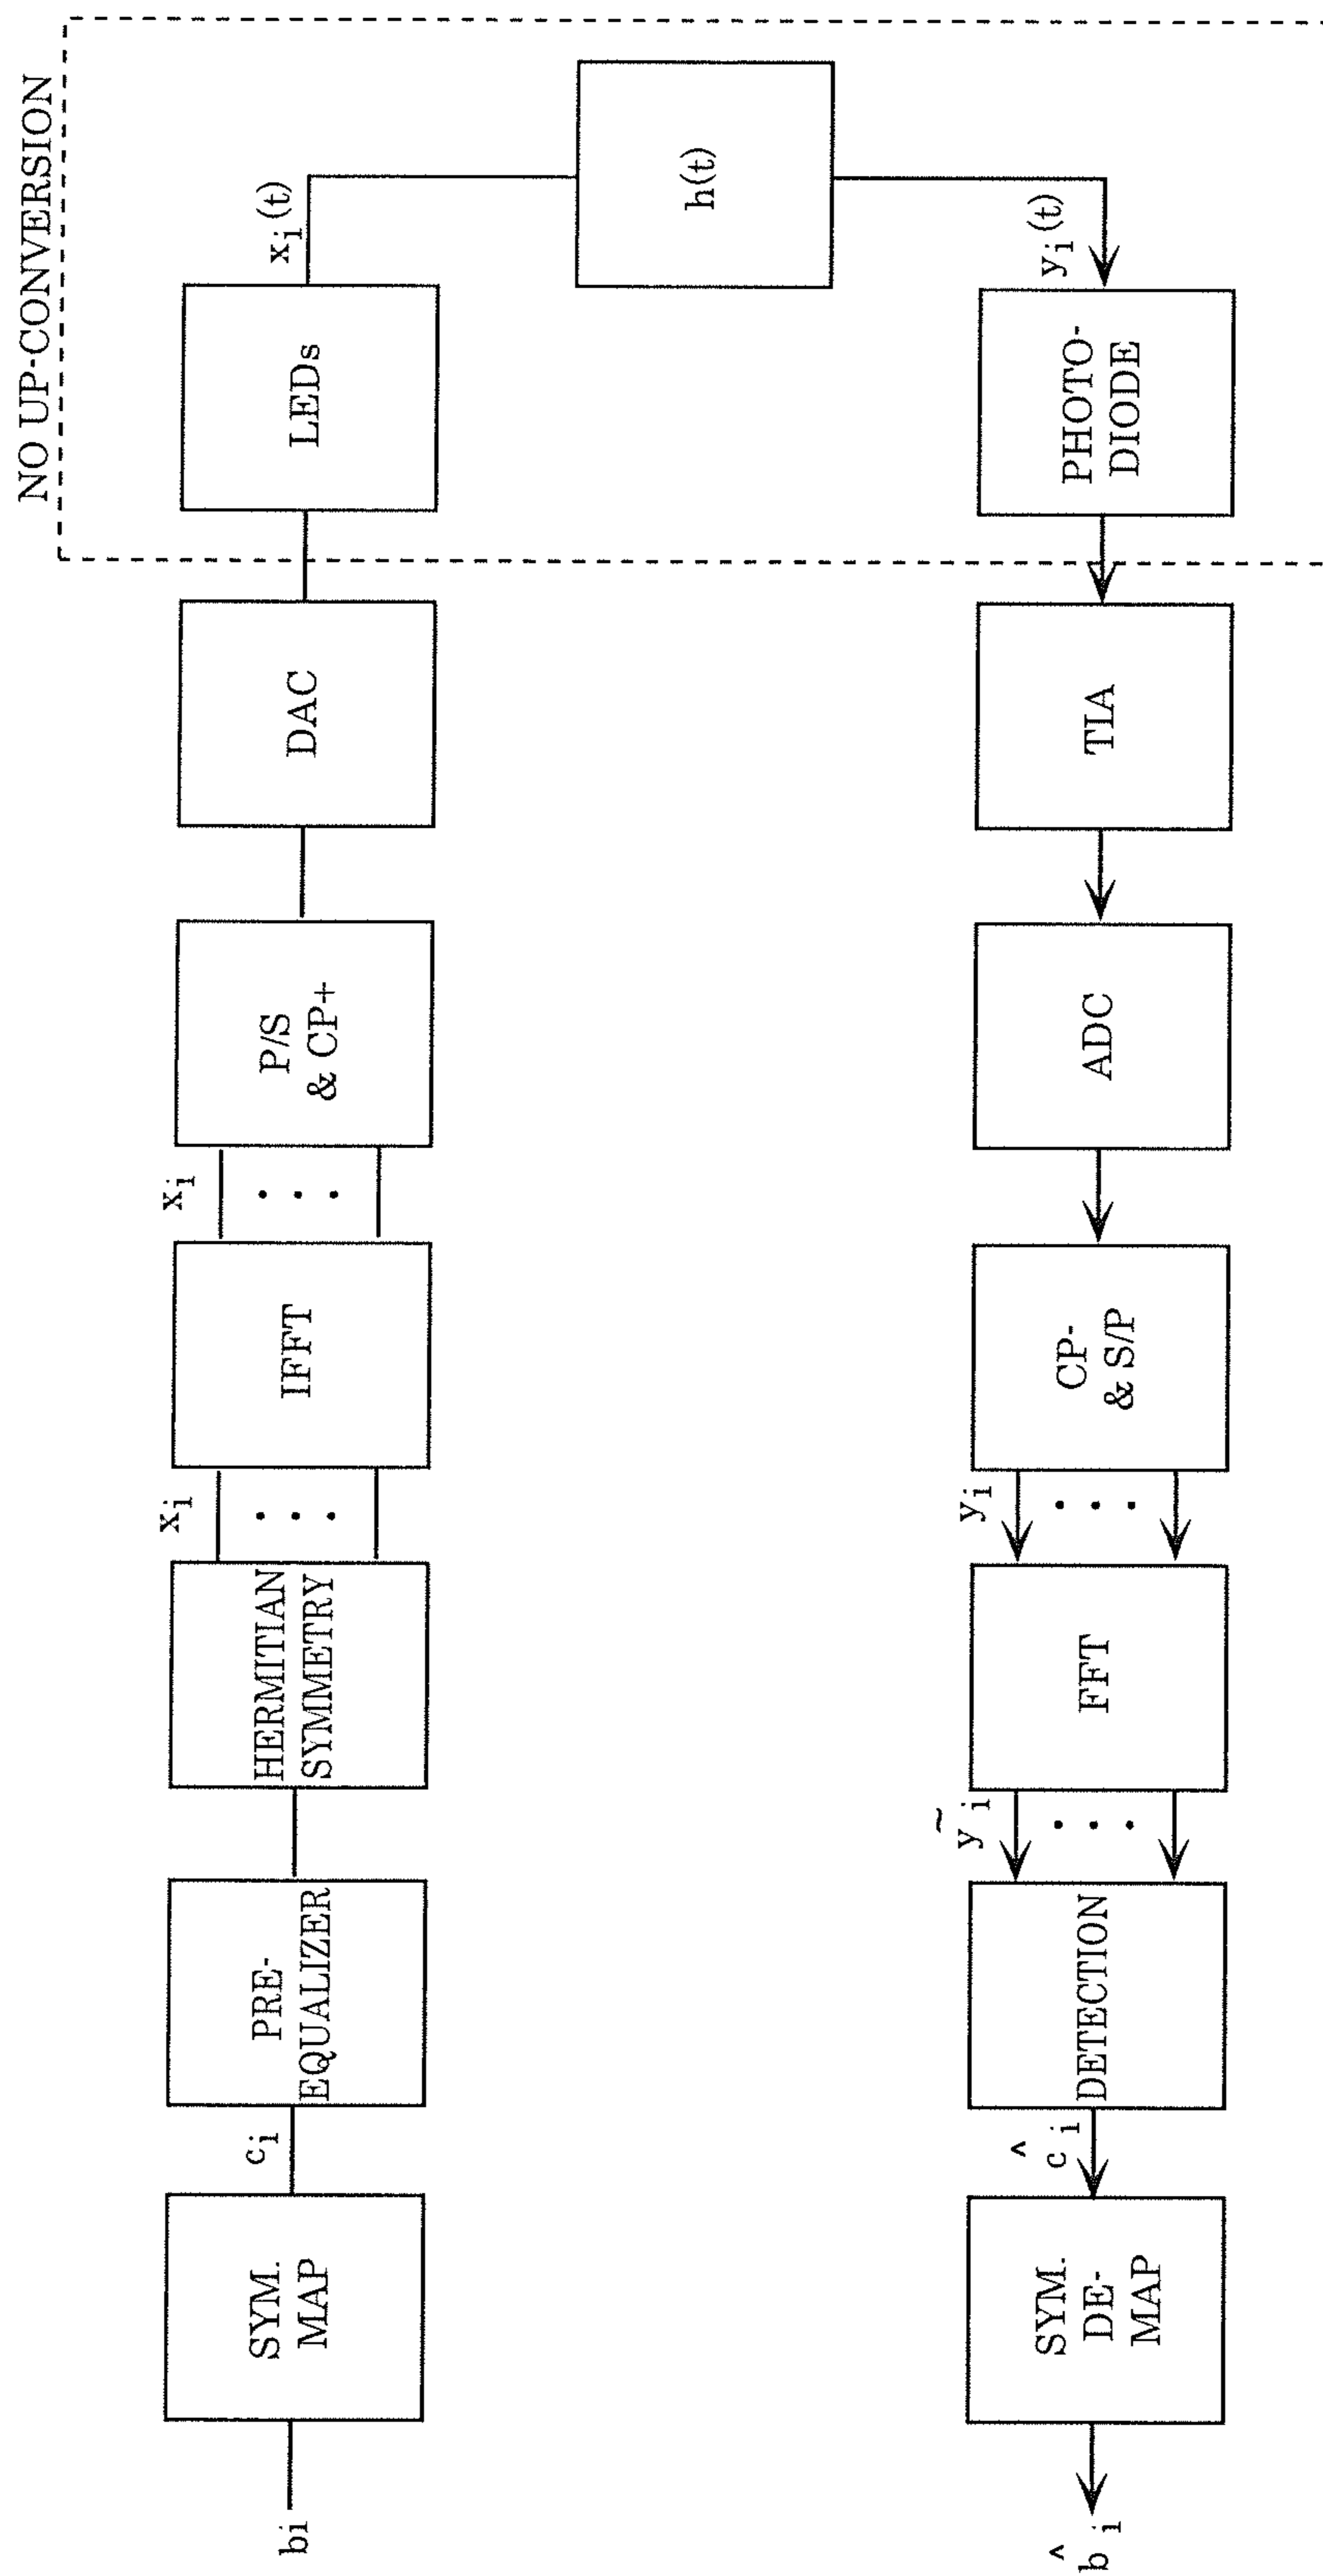 NO UP-CONVERSION
bi
SYM.
MAP
c_i
PRE-
EQUALIZER
HERMITIAN
SYMMETRY
x_i
. . .
IFFT
x_i
. . .
P/S
& CP+
DAC
LEDs
x_i(t)
h(t)
y_i(t)
PHOTO-
DIODE
TIA
ADC
CP-
& S/P
y_i
. . .
FFT
ỹ_i
. . .
DETECTION
ĉ_i
SYM.
DE-
MAP
b̂_i